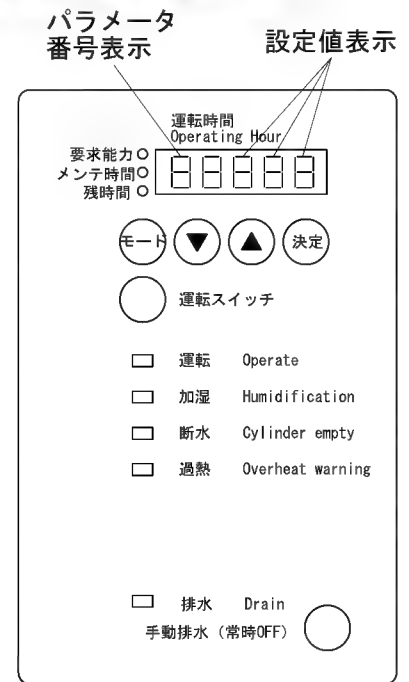 パラメータ
番号表示
設定値表示
運転時間
Operating Hour
要求能力
メンテ時間
残時間
モード ▼ ▲ 決定
運転スイッチ
運転 Operate
加湿 Humidification
断水 Cylinder empty
過熱 Overheat warning
排水 Drain
手動排水（常時OFF）